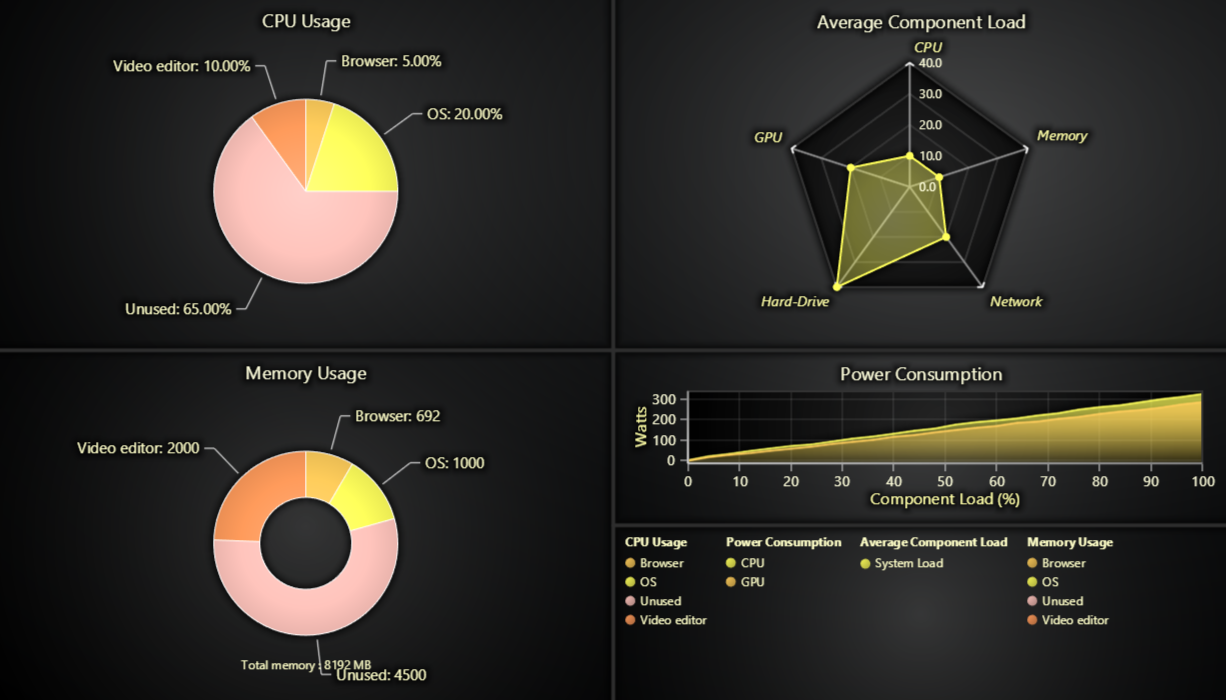 CPU Usage
Video editor: 10.00%
Browser: 5.00%
OS: 20.00%
Unused: 65.00%
Average Component Load
CPU
40.0
30.0
20.0
10.0
0.0
GPU
Memory
Hard-Drive
Network
Memory Usage
Browser: 692
Video editor: 2000
OS: 1000
Total memory : 8192 MB
Unused: 4500
Power Consumption
Watts
300
200
100
0
0 10 20 30 40 50 60 70 80 90 100
Component Load (%)
CPU Usage
Browser
OS
Unused
Video editor
Power Consumption
CPU
GPU
Average Component Load
System Load
Memory Usage
Browser
OS
Unused
Video editor